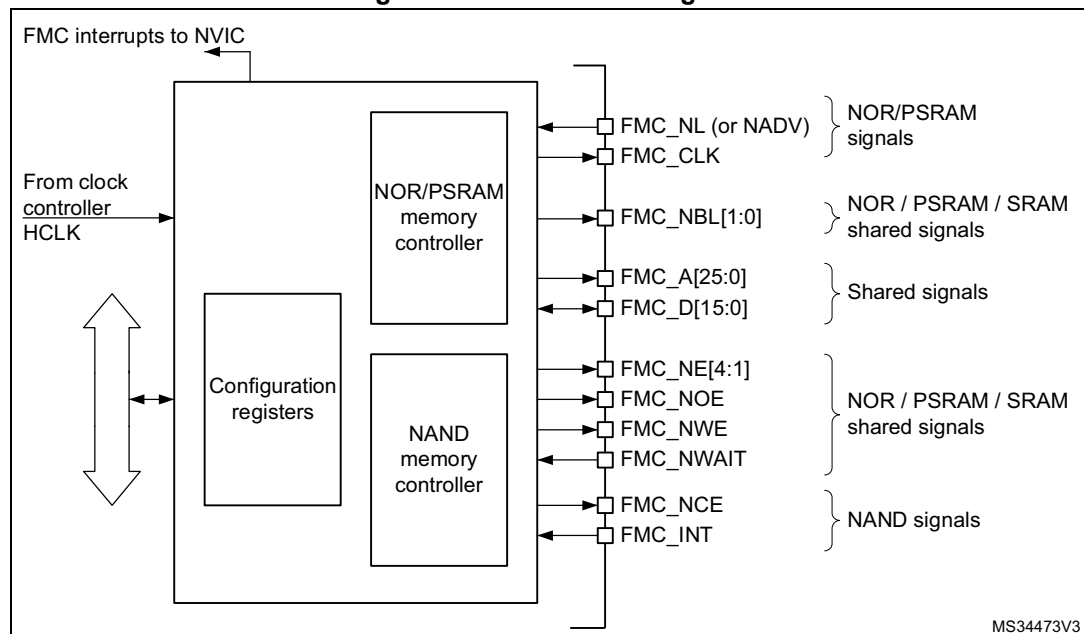 FMC interrupts to NVIC
From clock
controller
HCLK
Configuration
registers
NOR/PSRAM
memory
controller
NAND
memory
controller
FMC_NL (or NADV)
FMC_CLK
NOR/PSRAM
signals
FMC_NBL[1:0]
NOR / PSRAM / SRAM
shared signals
FMC_A[25:0]
FMC_D[15:0]
Shared signals
FMC_NE[4:1]
FMC_NOE
FMC_NWE
FMC_NWAIT
NOR / PSRAM / SRAM
shared signals
FMC_NCE
FMC_INT
NAND signals
MS34473V3